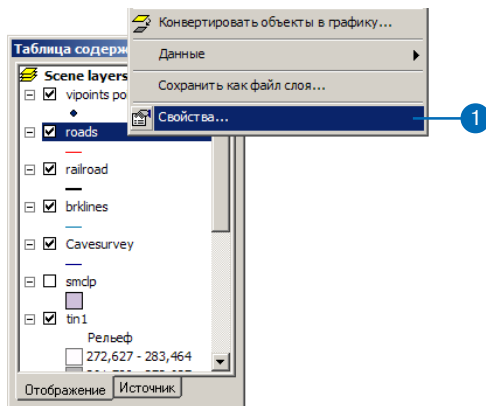 Конвертировать объекты в графику...
Данные
Сохранить как файл слоя...
Свойства...
1
Таблица содерж
Scene layers
vipoints po
roads
railroad
brklines
Cavesurvey
smclp
tin1
Рельеф
272,627 - 283,464
Отображение Источник